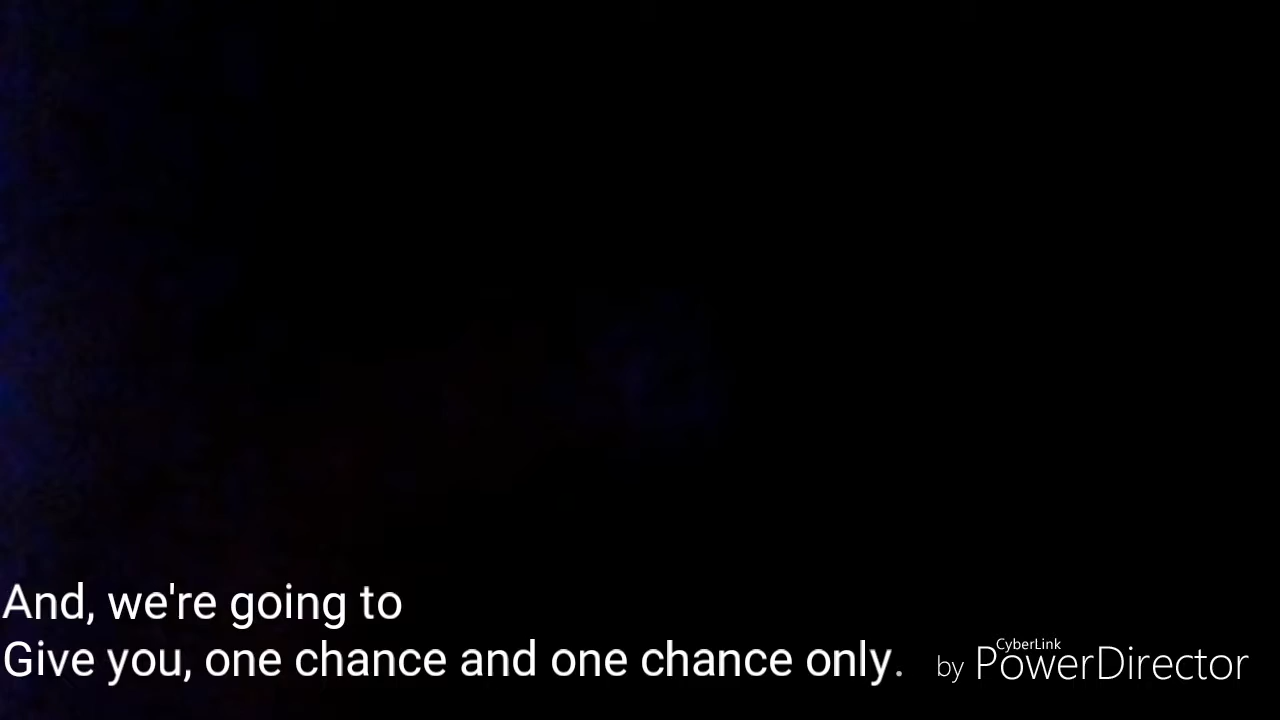 And, we're going to
Give you, one chance and one chance only.
by CyberLink PowerDirector